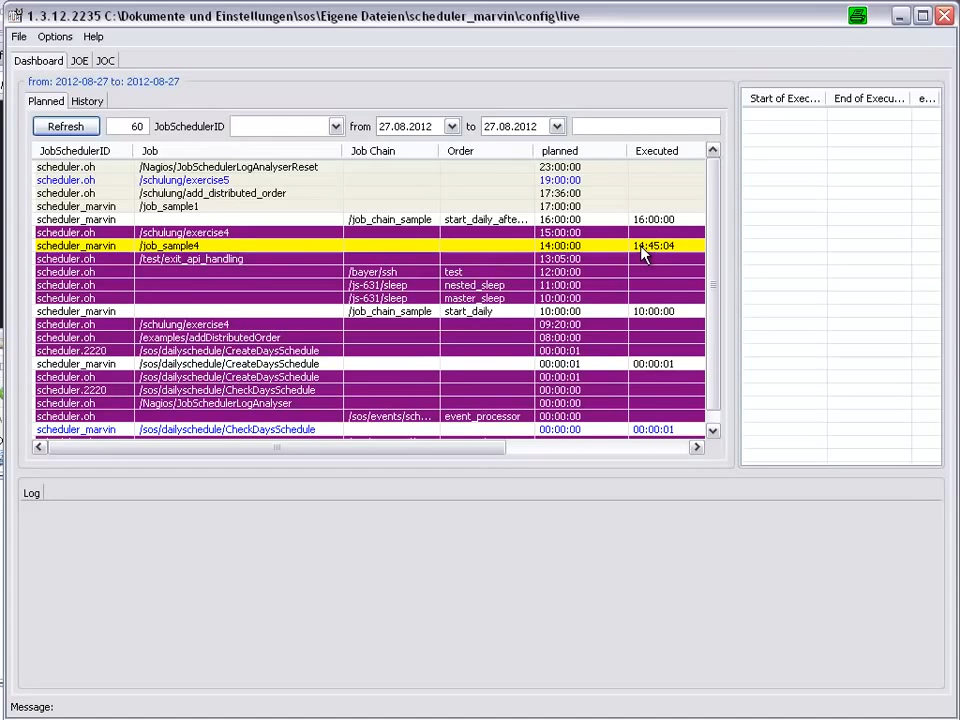 1.3.12.2235 C:\Dokumente und Einstellungen\sos\Eigene Dateien\scheduler_marvin\config\live
File Options Help
Dashboard JOE JOC
from: 2012-08-27 to: 2012-08-27
Planned History
Refresh 60 JobSchedulerID from 27.08.2012 to 27.08.2012
JobSchedulerID Job Job Chain Order planned Executed
scheduler.oh /Nagios/JobSchedulerLogAnalyserReset 23:00:00
scheduler.oh /schulung/exercise5 19:00:00
scheduler.oh /schulung/add_distributed_order 17:36:00
scheduler_marvin /job_sample1 17:00:00
scheduler_marvin /job_chain_sample start_daily_afte... 16:00:00 16:00:00
scheduler.oh /schulung/exercise4 15:00:00
scheduler_marvin /job_sample4 14:00:00 14:45:04
scheduler.oh /test/exit_api_handling 13:05:00
scheduler.oh /bayer/ssh test 12:00:00
scheduler.oh /js-631/sleep nested_sleep 11:00:00
scheduler.oh /js-631/sleep master_sleep 10:00:00
scheduler_marvin /job_chain_sample start_daily 10:00:00 10:00:00
scheduler.oh /schulung/exercise4 09:20:00
scheduler.oh /examples/addDistributedOrder 08:00:00
scheduler.2220 /sos/dailyschedule/CreateDaysSchedule 00:00:01
scheduler_marvin /sos/dailyschedule/CreateDaysSchedule 00:00:01 00:00:01
scheduler.oh /sos/dailyschedule/CreateDaysSchedule 00:00:01
scheduler.2220 /sos/dailyschedule/CheckDaysSchedule 00:00:01
scheduler.oh /Nagios/JobSchedulerLogAnalyser 00:00:00
scheduler.oh /sos/events/sch... event_processor 00:00:00
scheduler_marvin /sos/dailyschedule/CheckDaysSchedule 00:00:00 00:00:01
Start of Exec... End of Execu... e...
Log
Message: